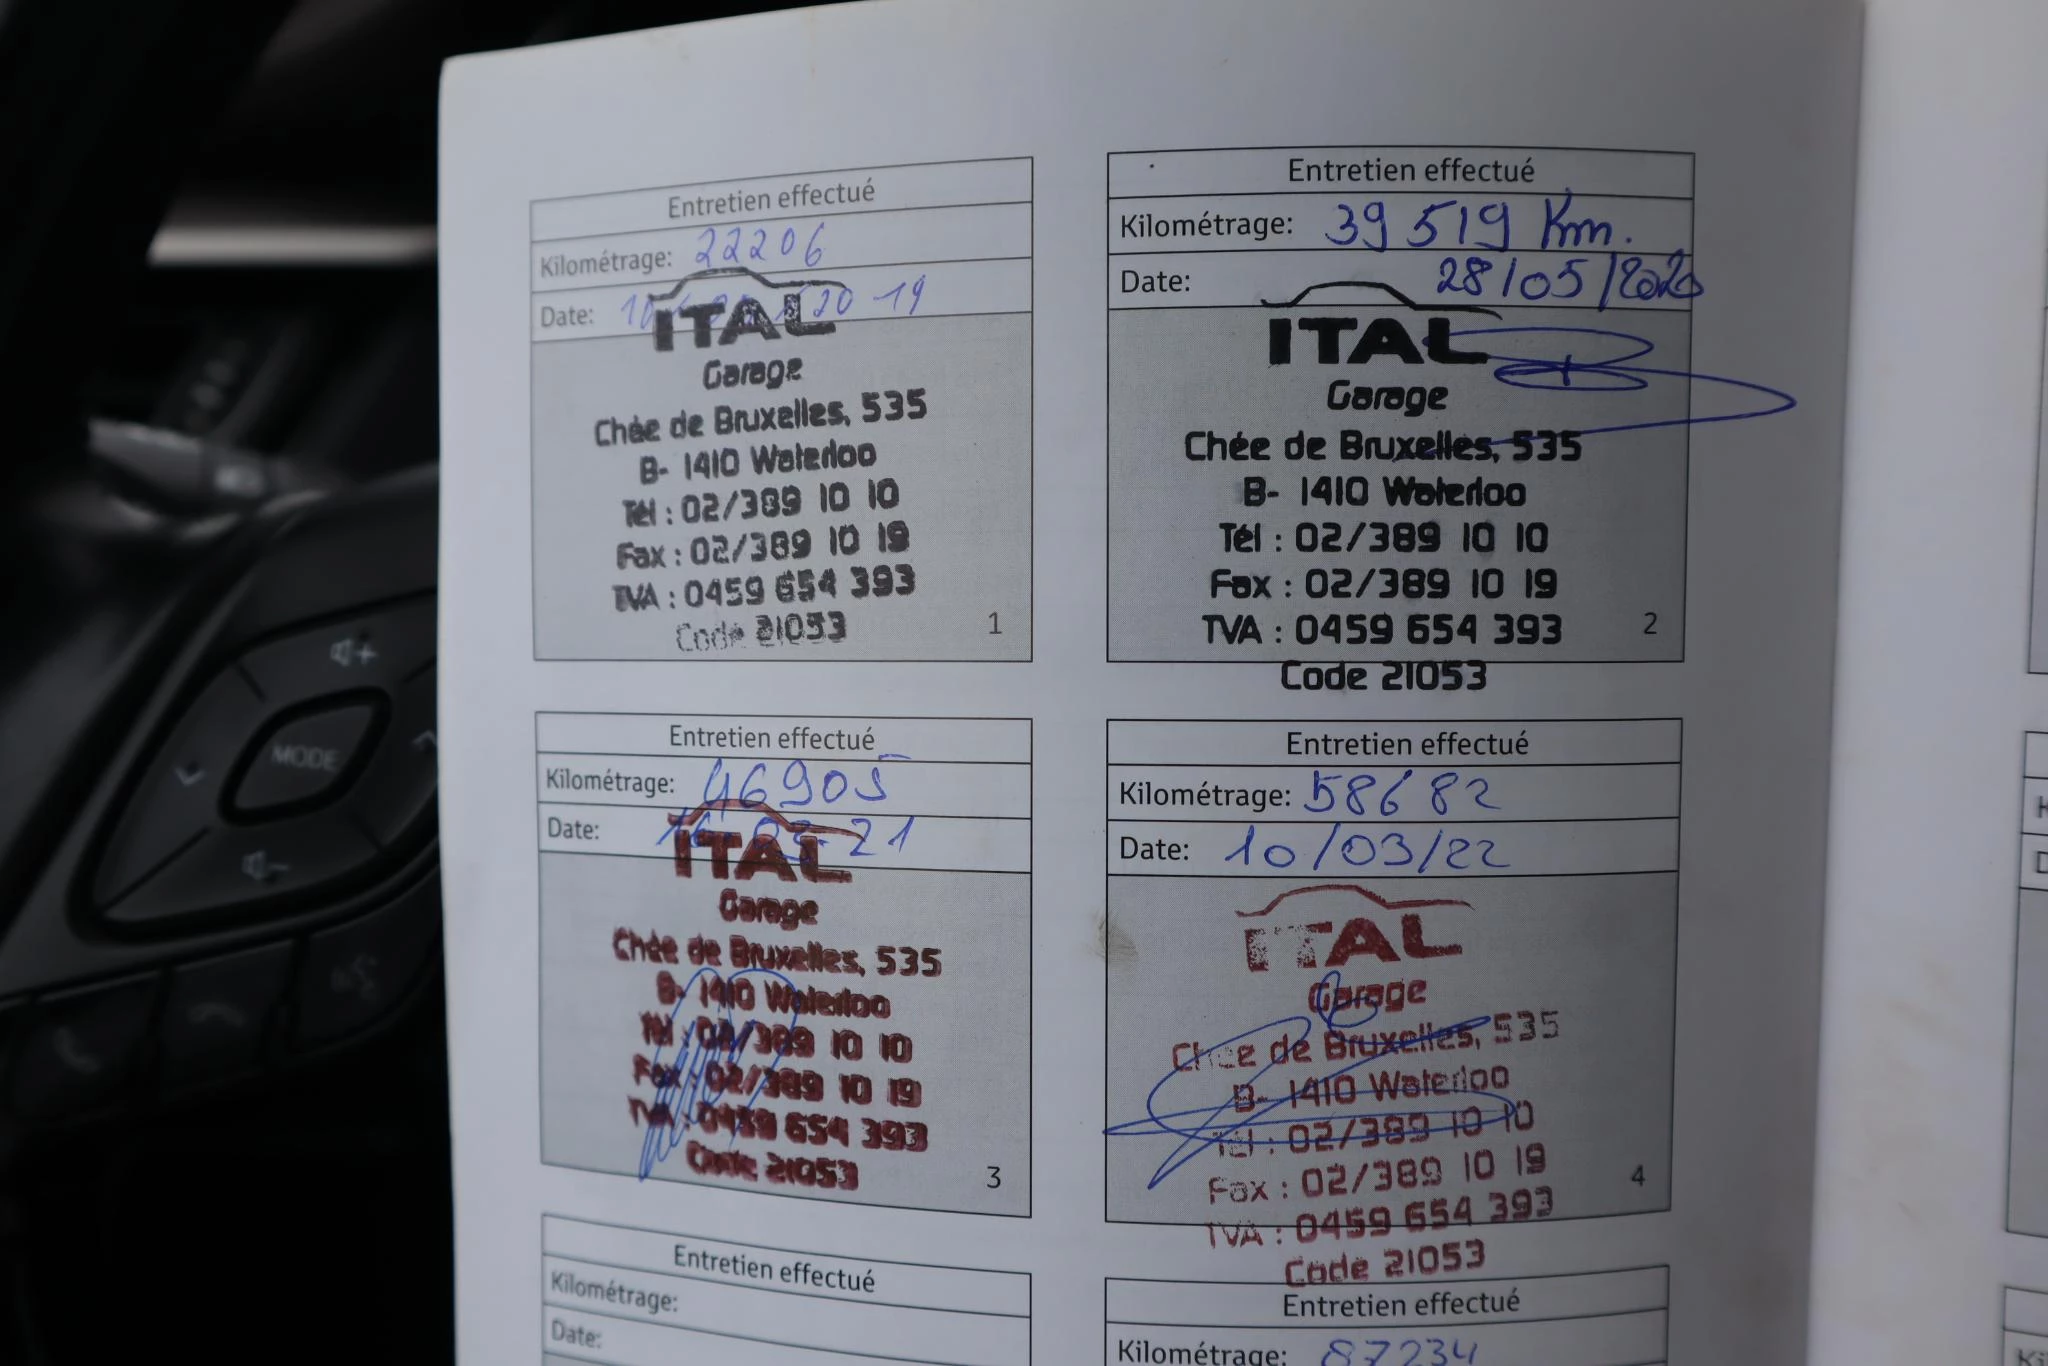 Entretien effectué
Kilométrage: 22206
Date: 10 20 19
ITAL
Garage
Chée de Bruxelles, 535
B- 1410 Waterloo
Tél : 02/389 10 10
Fax : 02/389 10 19
TVA : 0459 654 393
Code 21053
1
Entretien effectué
Kilométrage: 39 519 Km.
Date: 28/05/2020
ITAL
Garage
Chée de Bruxelles, 535
B- 1410 Waterloo
Tél : 02/389 10 10
Fax : 02/389 10 19
TVA : 0459 654 393
2
Code 21053
Entretien effectué
Kilométrage: 46905
Date: 21
ITAL
Garage
Chée de Bruxelles, 535
B- 1410 Waterloo
Tél : 02/389 10 10
Fax : 02/389 10 19
TVA : 0459 654 393
Code 21053
3
Entretien effectué
Kilométrage: 58682
Date: 10/03/22
ITAL
Garage
Chée de Bruxelles, 535
B- 1410 Waterloo
Tél : 02/389 10 10
Fax : 02/389 10 19
4
TVA : 0459 654 393
Code 21053
Entretien effectué
Kilométrage:
Date:
Entretien effectué
Kilométrage: 87234
MODE